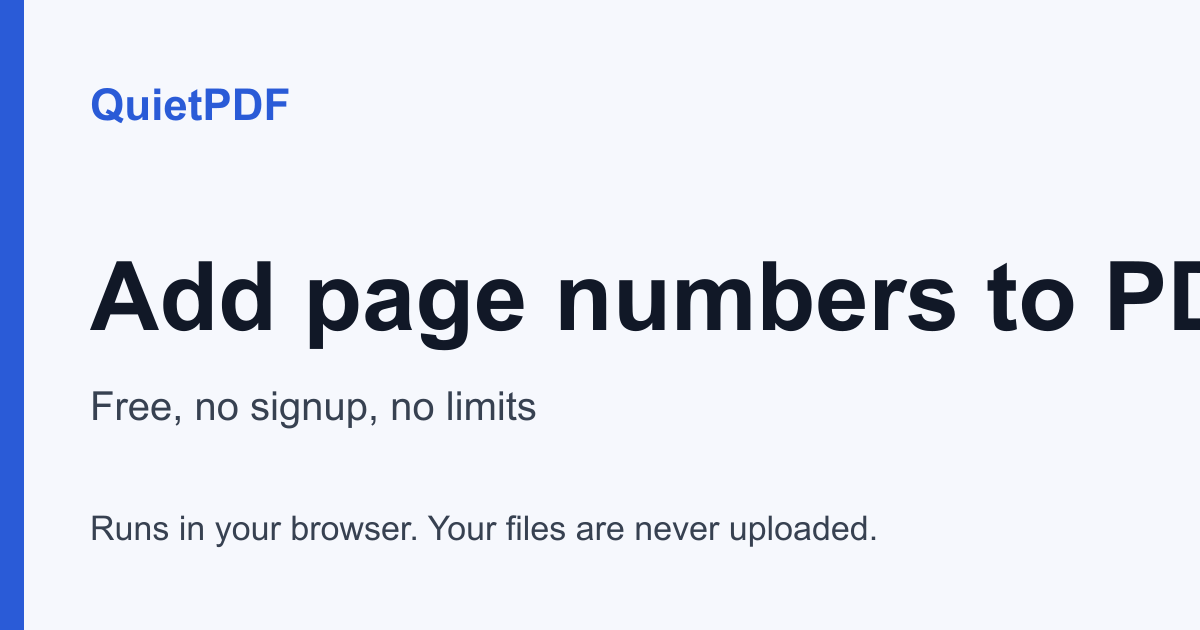 QuietPDF
Add page numbers to PD
Free, no signup, no limits
Runs in your browser. Your files are never uploaded.